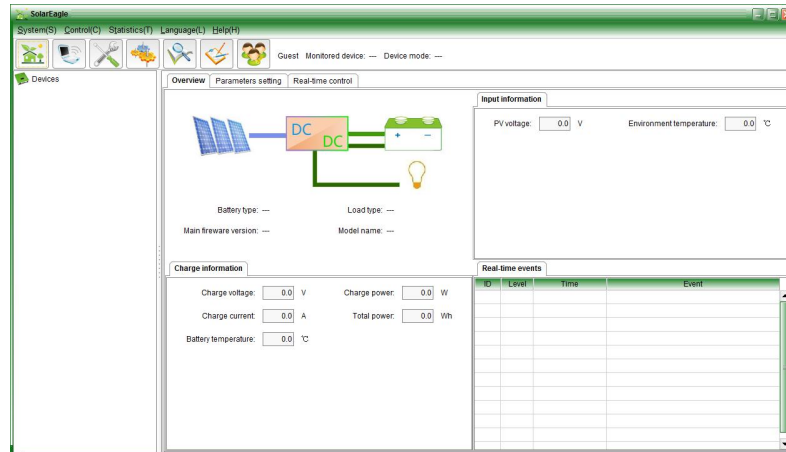 SolarEagle
System(S) Control(C) Statistics(T) Language(L) Help(H)
Guest Monitored device: --- Device mode: ---
Devices
Overview Parameters setting Real-time control
DC
DC
+ −
Battery type: --- Load type: ---
Main fireware version: --- Model name: ---
Input information
PV voltage: 0.0 V Environment temperature: 0.0 ℃
Charge information
Charge voltage: 0.0 V Charge power: 0.0 W
Charge current: 0.0 A Total power: 0.0 Wh
Battery temperature: 0.0 ℃
Real-time events
ID Level Time Event